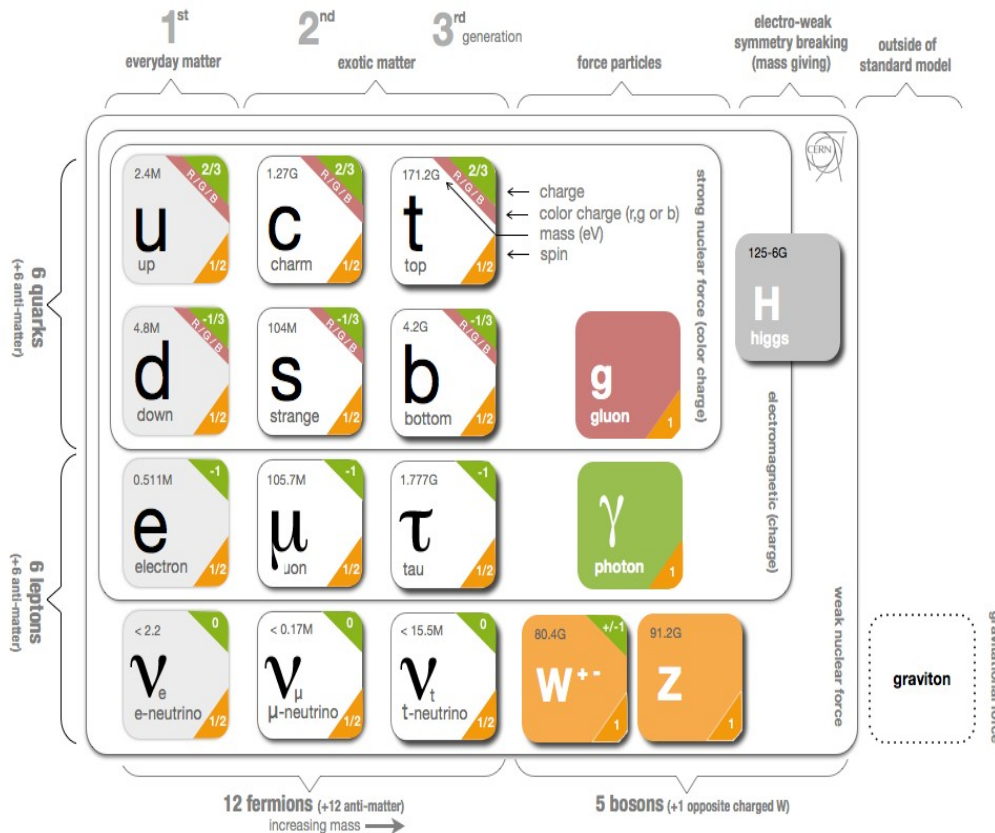 1st
2nd
3rd generation
everyday matter
exotic matter
force particles
electro-weak
symmetry breaking
(mass giving)
outside of
standard model
6 quarks
(+6 anti-matter)
6 leptons
(+6 anti-matter)
2.4M
2/3
R/G/B
u
up
1/2
1.27G
2/3
R/G/B
c
charm
1/2
171.2G
2/3
R/G/B
t
top
1/2
charge
color charge (r,g or b)
mass (eV)
spin
strong nuclear force (color charge)
CERN
125-6G
H
higgs
4.8M
-1/3
R/G/B
d
down
1/2
104M
-1/3
R/G/B
s
strange
1/2
4.2G
-1/3
R/G/B
b
bottom
1/2
g
gluon
1
electromagnetic (charge)
0.511M
-1
e
electron
1/2
105.7M
-1
μ
uon
1/2
1.777G
-1
τ
tau
1/2
γ
photon
1
weak nuclear force
< 2.2
0
νe
e-neutrino
1/2
< 0.17M
0
νμ
μ-neutrino
1/2
< 15.5M
0
νt
t-neutrino
1/2
80.4G
+/-1
W+-
1
91.2G
Z
1
graviton
gravitational force
12 fermions (+12 anti-matter)
increasing mass
5 bosons (+1 opposite charged W)